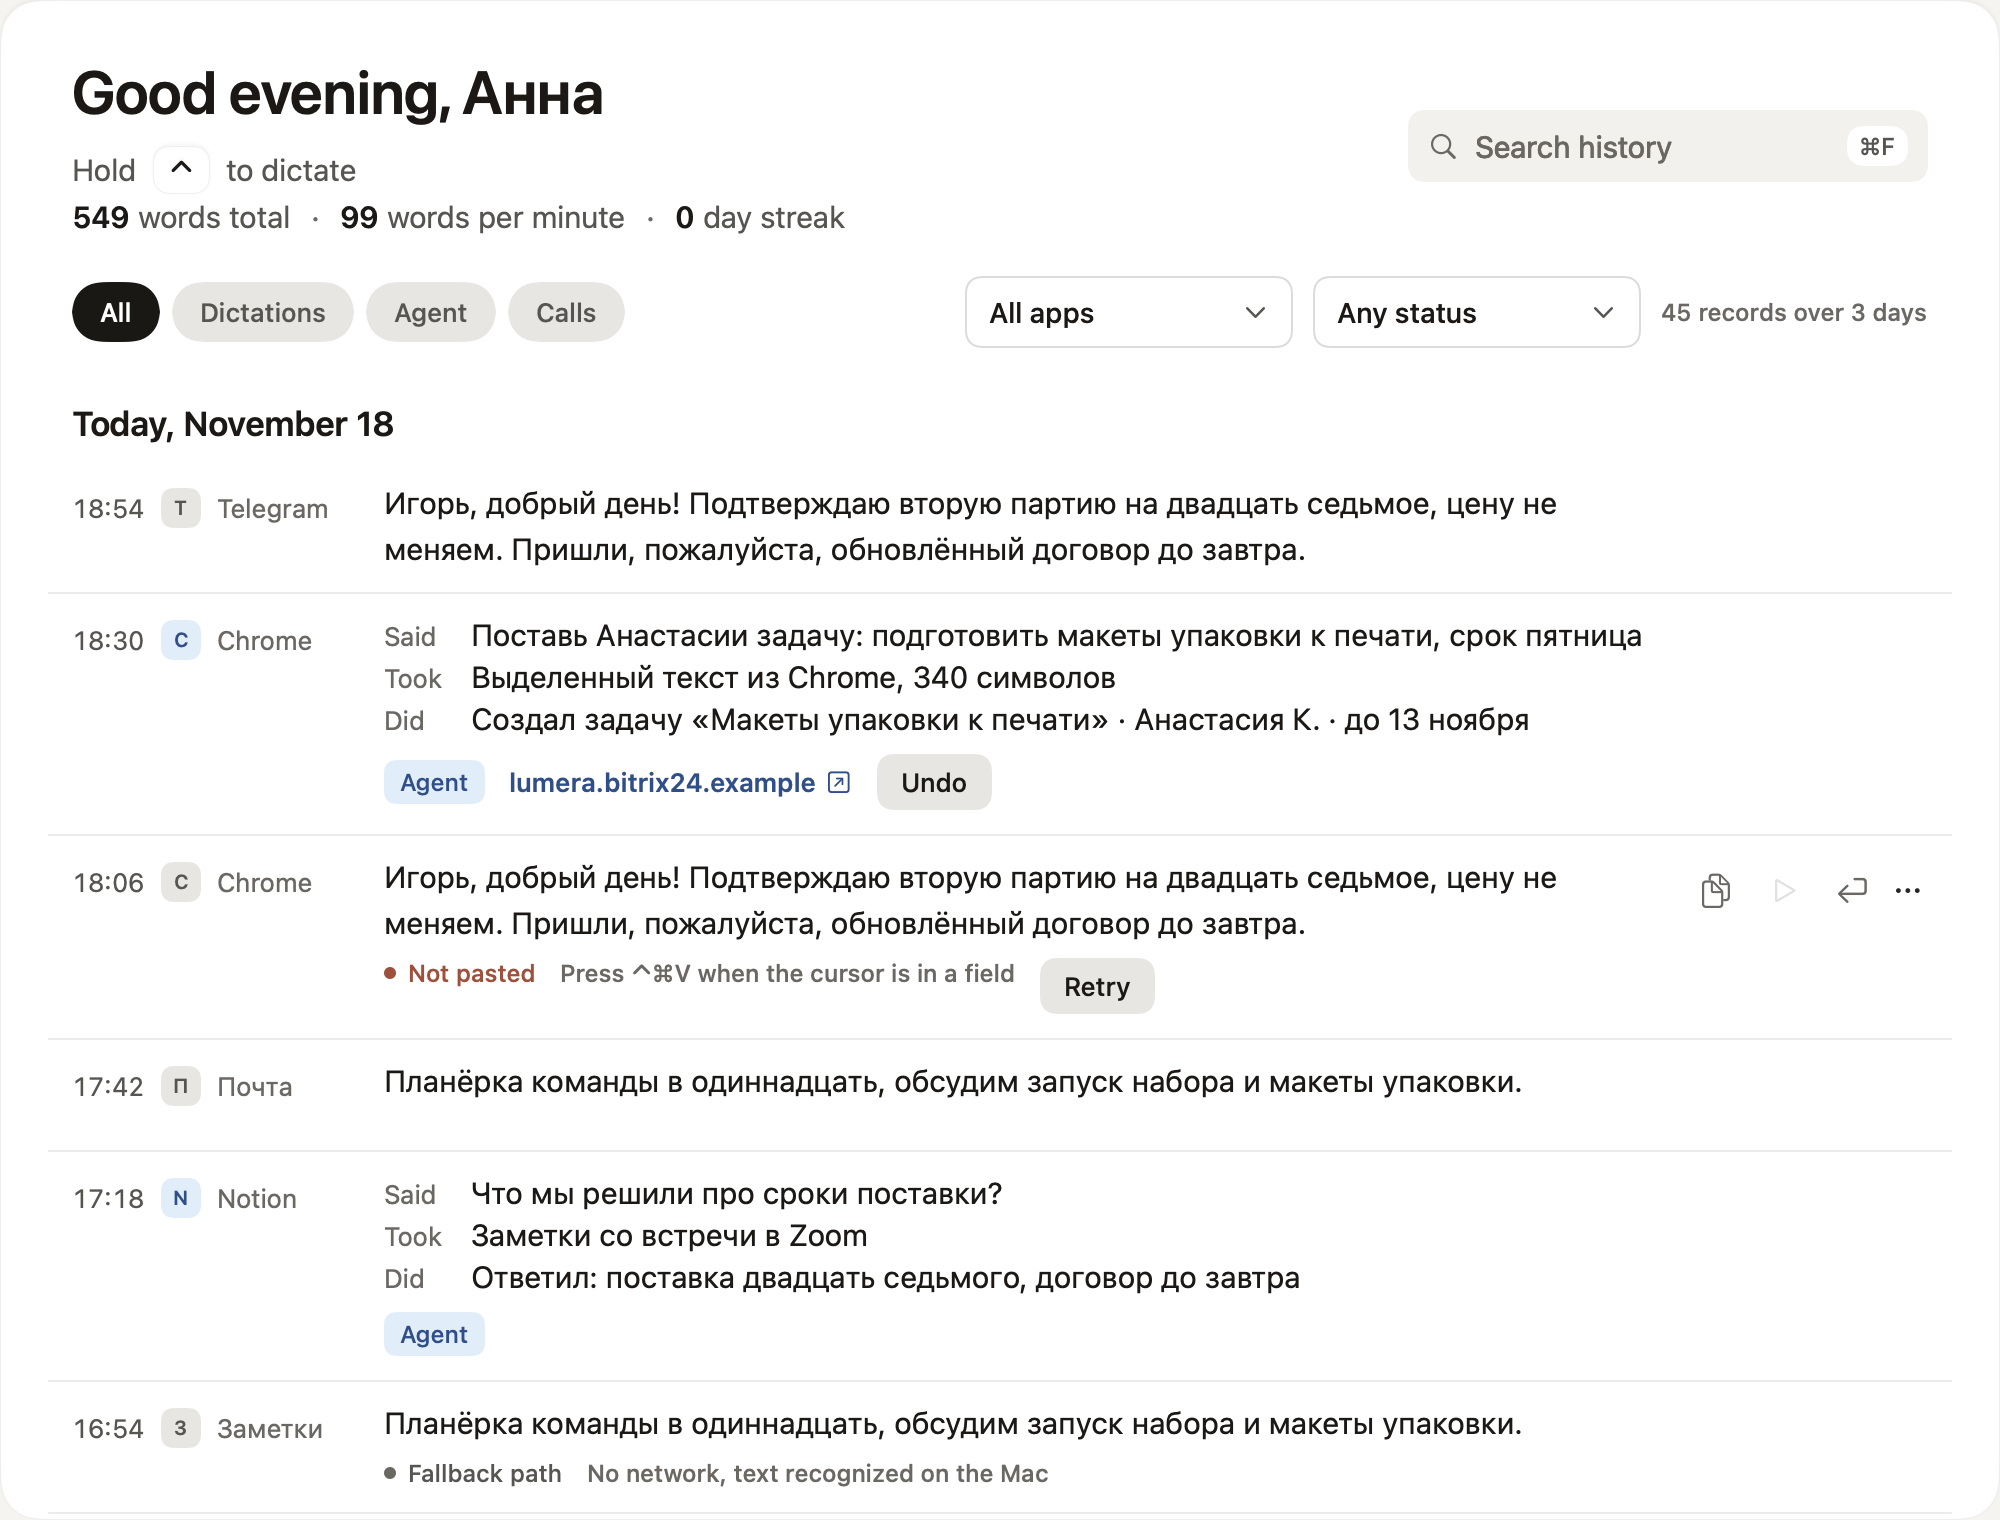 Good evening, Анна
Hold ^ to dictate
549 words total · 99 words per minute · 0 day streak
Search history ⌘F
All Dictations Agent Calls
All apps Any status 45 records over 3 days
Today, November 18
18:54 T Telegram Игорь, добрый день! Подтверждаю вторую партию на двадцать седьмое, цену не
меняем. Пришли, пожалуйста, обновлённый договор до завтра.
18:30 C Chrome Said Поставь Анастасии задачу: подготовить макеты упаковки к печати, срок пятница
Took Выделенный текст из Chrome, 340 символов
Did Создал задачу «Макеты упаковки к печати» · Анастасия К. · до 13 ноября
Agent lumera.bitrix24.example Undo
18:06 C Chrome Игорь, добрый день! Подтверждаю вторую партию на двадцать седьмое, цену не
меняем. Пришли, пожалуйста, обновлённый договор до завтра.
Not pasted Press ^⌘V when the cursor is in a field Retry
17:42 П Почта Планёрка команды в одиннадцать, обсудим запуск набора и макеты упаковки.
17:18 N Notion Said Что мы решили про сроки поставки?
Took Заметки со встречи в Zoom
Did Ответил: поставка двадцать седьмого, договор до завтра
Agent
16:54 З Заметки Планёрка команды в одиннадцать, обсудим запуск набора и макеты упаковки.
Fallback path No network, text recognized on the Mac